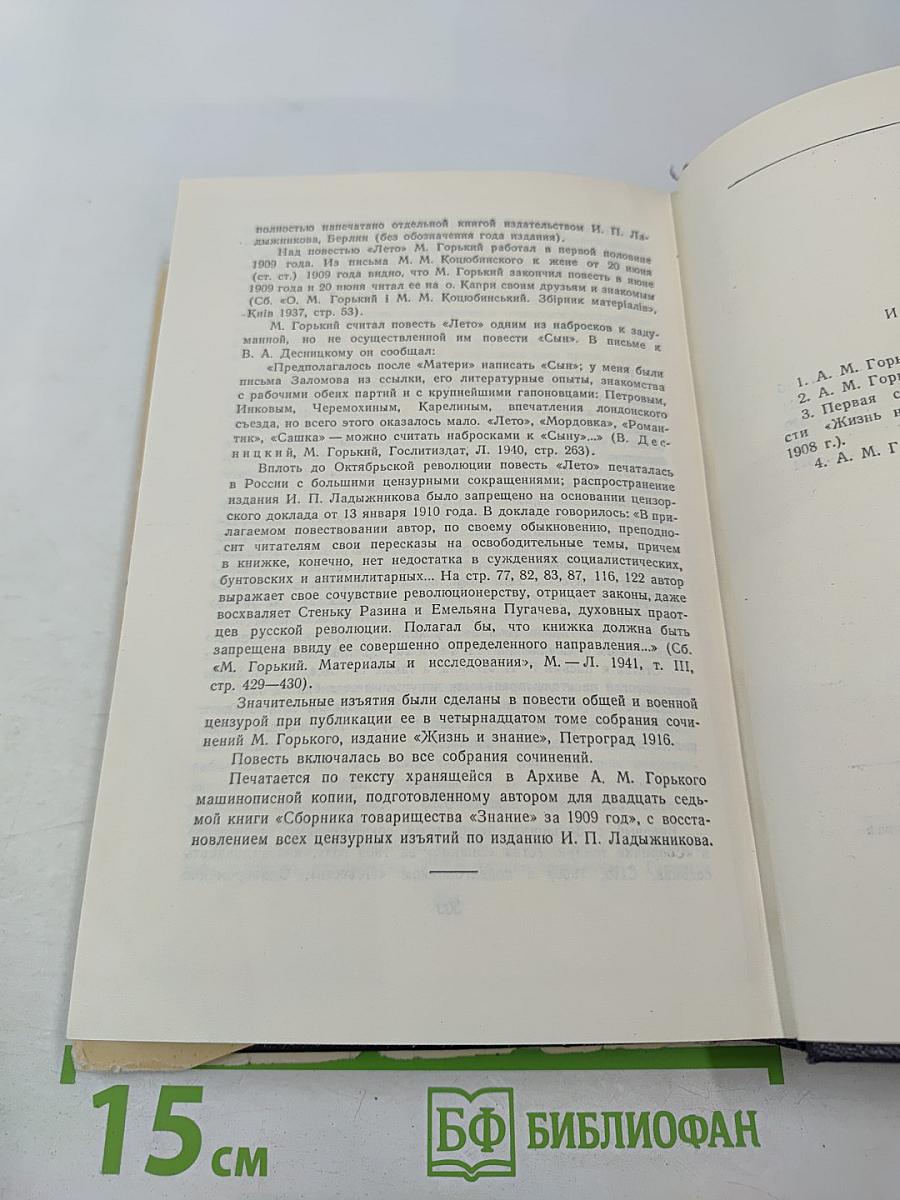 полностью напечатано отдельной книгой издательством И. П. Ла-
дыжникова, Берлин (без обозначения года издания).
Над повестью «Лето» М. Горький работал в первой половине
1909 года. Из письма М. М. Коцюбинского к жене от 20 июня
(ст. ст.) 1909 года видно, что М. Горький закончил повесть в июне
1909 года и 20 июня читал ее на о. Капри своим друзьям и знакомым
(Сб. «О. М. Горький і М. М. Коцюбинський. Збірник матеріалів»,
Київ 1937, стр. 53).
М. Горький считал повесть «Лето» одним из набросков к заду-
манной, но не осуществленной им повести «Сын». В письме к
В. А. Десницкому он сообщал:
«Предполагалось после «Матери» написать «Сын»; у меня были
письма Заломова из ссылки, его литературные опыты, знакомства
с рабочими обеих партий и с крупнейшими гапоновцами: Петровым,
Инковым, Черемохиным, Карелиным, впечатления лондонского
съезда, но всего этого оказалось мало. «Лето», «Мордовка», «Роман-
тик», «Сашка» — можно считать набросками к «Сыну»...» (В. Дес-
ницкий, М. Горький, Гослитиздат, Л. 1940, стр. 263).
Вплоть до Октябрьской революции повесть «Лето» печаталась
в России с большими цензурными сокращениями; распространение
издания И. П. Ладыжникова было запрещено на основании цензор-
ского доклада от 13 января 1910 года. В докладе говорилось: «В при-
лагаемом повествовании автор, по своему обыкновению, преподно-
сит читателям свои пересказы на освободительные темы, причем
в книжке, конечно, нет недостатка в суждениях социалистических,
бунтовских и антимилитарных... На стр. 77, 82, 83, 87, 116, 122 автор
выражает свое сочувствие революционерству, отрицает законы, даже
восхваляет Стеньку Разина и Емельяна Пугачева, духовных праот-
цев русской революции. Полагал бы, что книжка должна быть
запрещена ввиду ее совершенно определенного направления...» (Сб.
«М. Горький. Материалы и исследования», М. — Л. 1941, т. III,
стр. 429—430).
Значительные изъятия были сделаны в повести общей и военной
цензурой при публикации ее в четырнадцатом томе собрания сочи-
нений М. Горького, издание «Жизнь и знание», Петроград 1916.
Повесть включалась во все собрания сочинений.
Печатается по тексту хранящейся в Архиве А. М. Горького
машинописной копии, подготовленному автором для двадцать седь-
мой книги «Сборника товарищества «Знание» за 1909 год», с восста-
новлением всех цензурных изъятий по изданию И. П. Ладыжникова.
И
1. А. М. Горь
2. А. М. Горь
3. Первая с
сти «Жизнь н
1908 г.).
4. А. М. Г
15 см
БФ БИБЛИОФАН